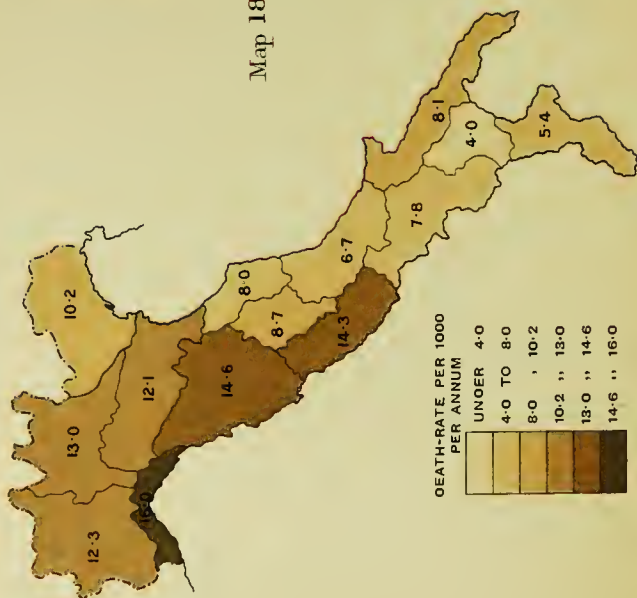 Map 18
12·3
13·0
10·2
16·0
12·1
14·6
8·0
8·7
14·3
6·7
7·8
8·1
4·0
5·4
DEATH-RATE PER 1000
PER ANNUM
UNDER 4·0
4·0 TO 8·0
8·0 , 10·2
10·2 ,, 13·0
13·0 ,, 14·6
14·6 ,, 16·0